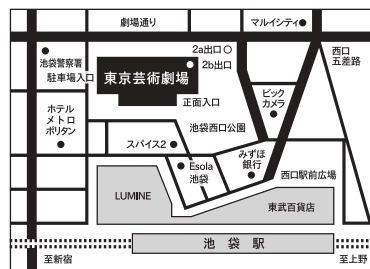 劇場通り
マルイシティ
2a出口
2b出口
西口
五差路
池袋警察署
駐車場入口
東京芸術劇場
正面入口
ビック
カメラ
ホテル
メトロ
ポリタン
池袋西口公園
スパイス2
Esola
池袋
みずほ
銀行
西口駅前広場
LUMINE
東武百貨店
池袋駅
至新宿
至上野